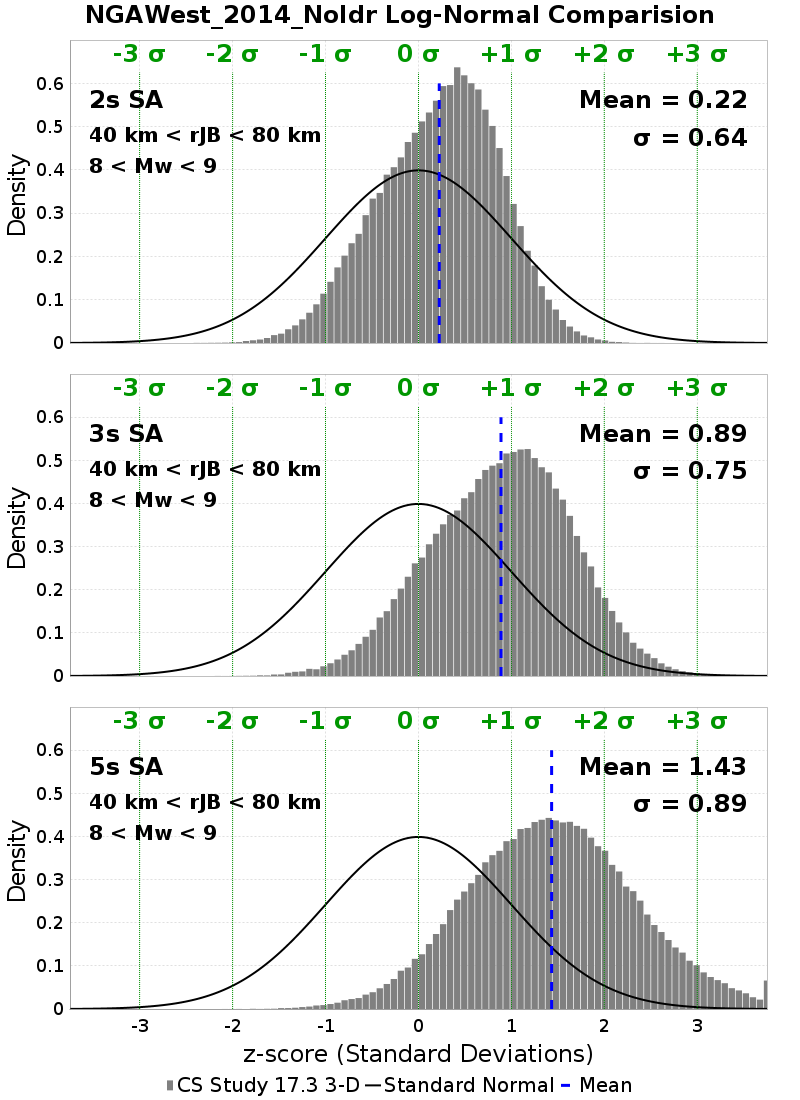 NGAWest_2014_NoIdr Log-Normal Comparision
-3 σ -2 σ -1 σ 0 σ +1 σ +2 σ +3 σ
2s SA
Mean = 0.22
40 km < rJB < 80 km
σ = 0.64
8 < Mw < 9
Density
0.6
0.5
0.4
0.3
0.2
0.1
0
-3 σ -2 σ -1 σ 0 σ +1 σ +2 σ +3 σ
3s SA
Mean = 0.89
40 km < rJB < 80 km
σ = 0.75
8 < Mw < 9
Density
0.6
0.5
0.4
0.3
0.2
0.1
0
-3 σ -2 σ -1 σ 0 σ +1 σ +2 σ +3 σ
5s SA
Mean = 1.43
40 km < rJB < 80 km
σ = 0.89
8 < Mw < 9
Density
0.6
0.5
0.4
0.3
0.2
0.1
0
-3 -2 -1 0 1 2 3
z-score (Standard Deviations)
CS Study 17.3 3-D Standard Normal Mean